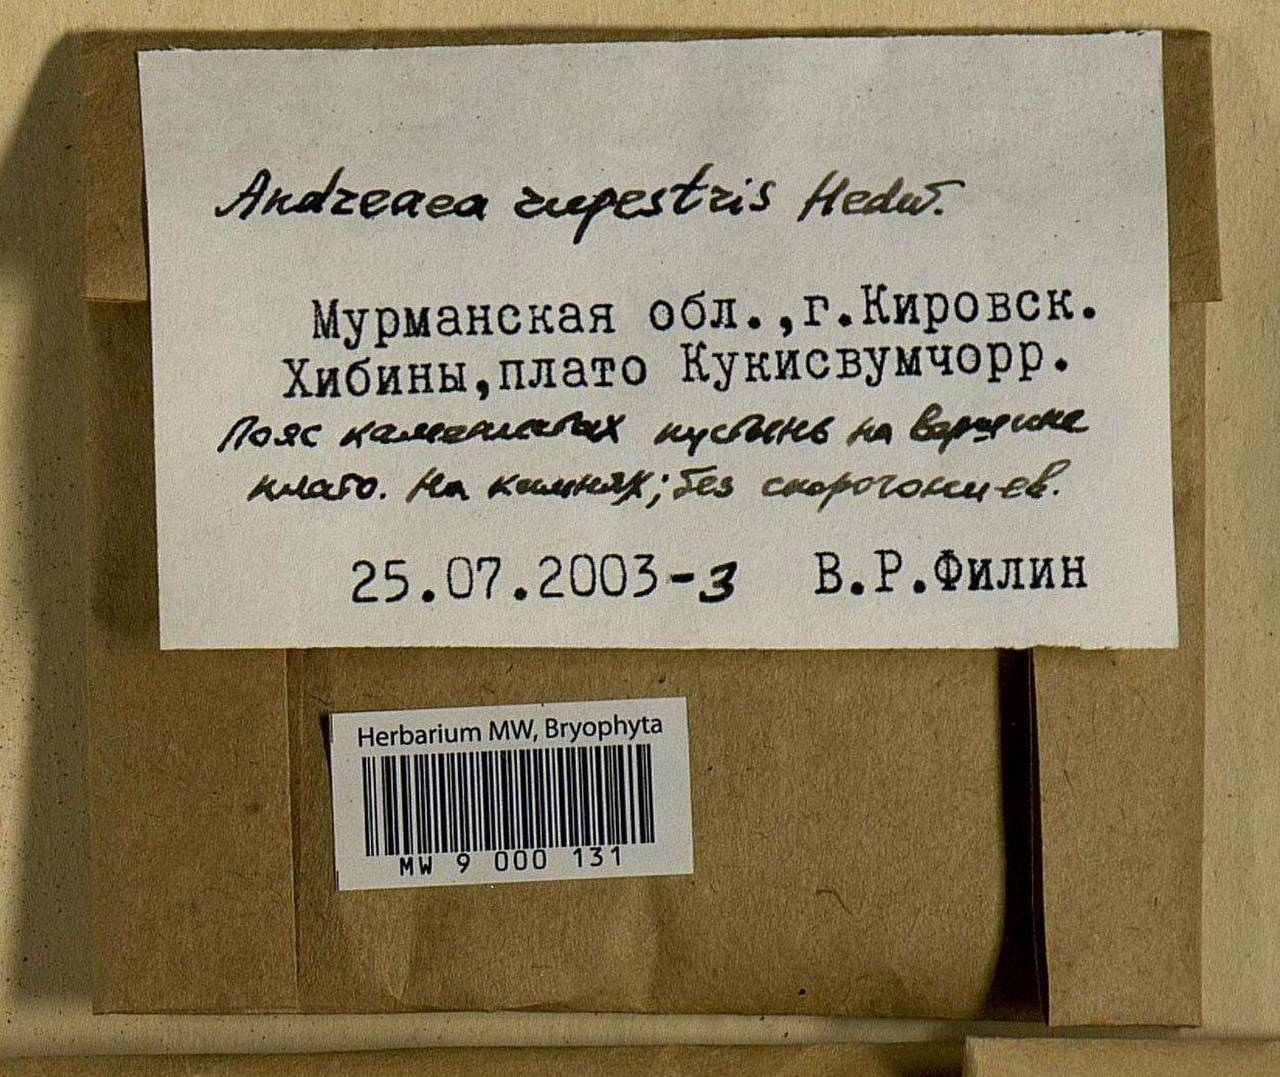 Andreaea rupestris Hedw.
Мурманская обл.,г.Кировск.
Хибины,плато Кукисвумчорр.
Пояс каменистых пустынь на вершине
плато. На камнях; без спорогониев.
25.07.2003-3 В.Р.Филин
Herbarium MW, Bryophyta
MW 9 000 131